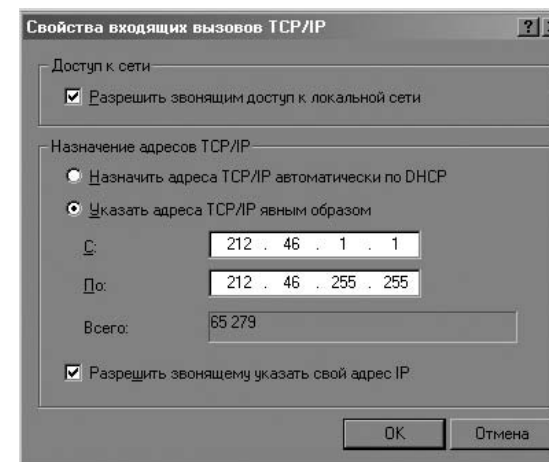 Свойства входящих вызовов TCP/IP
Доступ к сети
Разрешить звонящим доступ к локальной сети
Назначение адресов TCP/IP
Назначить адреса TCP/IP автоматически по DHCP
Указать адреса TCP/IP явным образом
С: 212 . 46 . 1 . 1
По: 212 . 46 . 255 . 255
Всего: 65 279
Разрешить звонящему указать свой адрес IP
OK Отмена